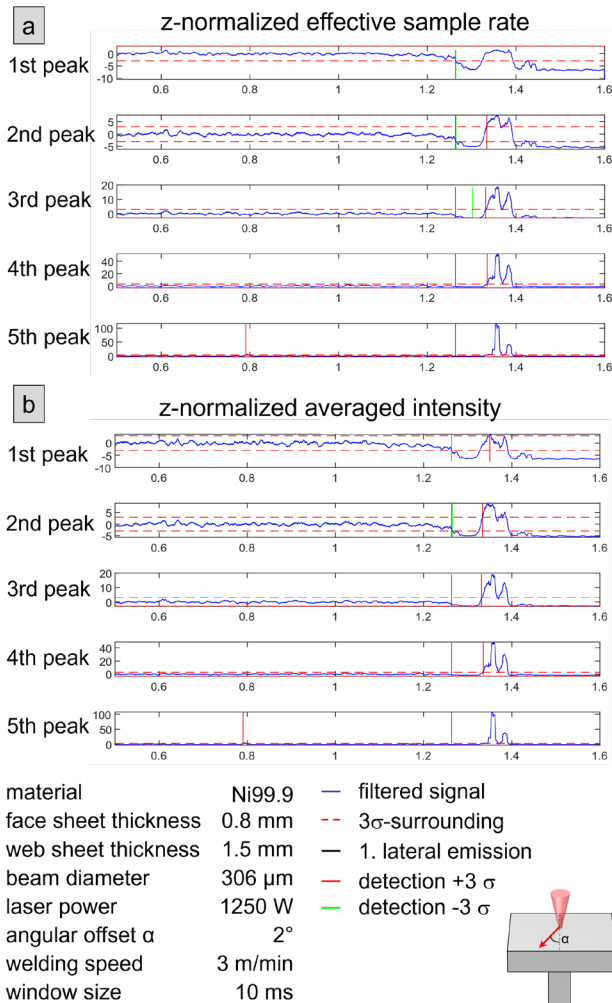 a
z-normalized effective sample rate
1st peak
0
-5
-10
0.6 0.8 1 1.2 1.4 1.6
2nd peak
5
0
-5
0.6 0.8 1 1.2 1.4 1.6
3rd peak
20
10
0
0.6 0.8 1 1.2 1.4 1.6
4th peak
40
20
0
0.6 0.8 1 1.2 1.4 1.6
5th peak
100
50
0
0.6 0.8 1 1.2 1.4 1.6
b
z-normalized averaged intensity
1st peak
0
-5
-10
0.6 0.8 1 1.2 1.4 1.6
2nd peak
5
0
-5
0.6 0.8 1 1.2 1.4 1.6
3rd peak
20
10
0
0.6 0.8 1 1.2 1.4 1.6
4th peak
40
20
0
0.6 0.8 1 1.2 1.4 1.6
5th peak
100
50
0
0.6 0.8 1 1.2 1.4 1.6
material Ni99.9
face sheet thickness 0.8 mm
web sheet thickness 1.5 mm
beam diameter 306 µm
laser power 1250 W
angular offset α 2°
welding speed 3 m/min
window size 10 ms
filtered signal
3σ-surrounding
1. lateral emission
detection +3 σ
detection -3 σ
α